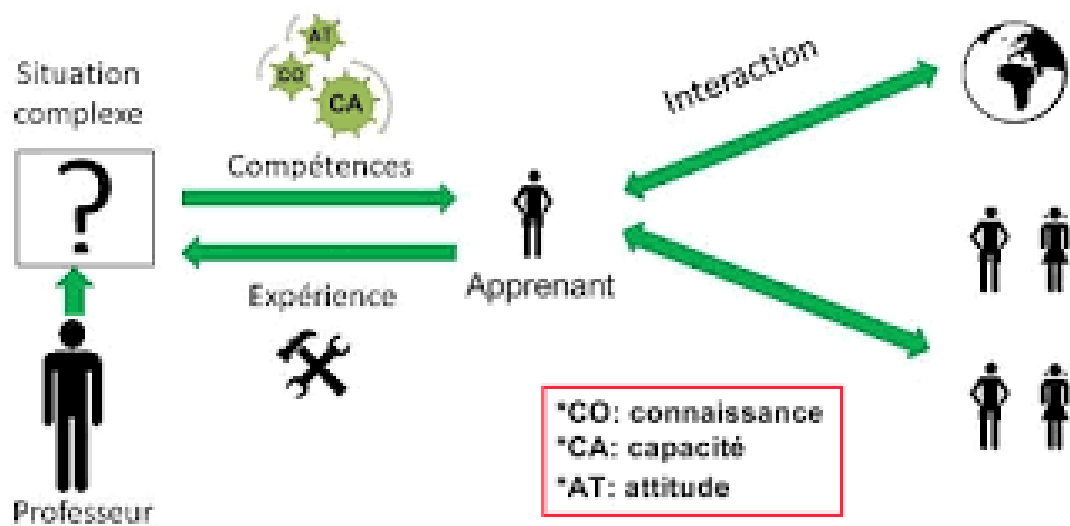 AT
CO
CA
Situation
complexe
?
Compétences
Interaction
Expérience
Apprenant
*CO: connaissance
*CA: capacité
*AT: attitude
Professeur